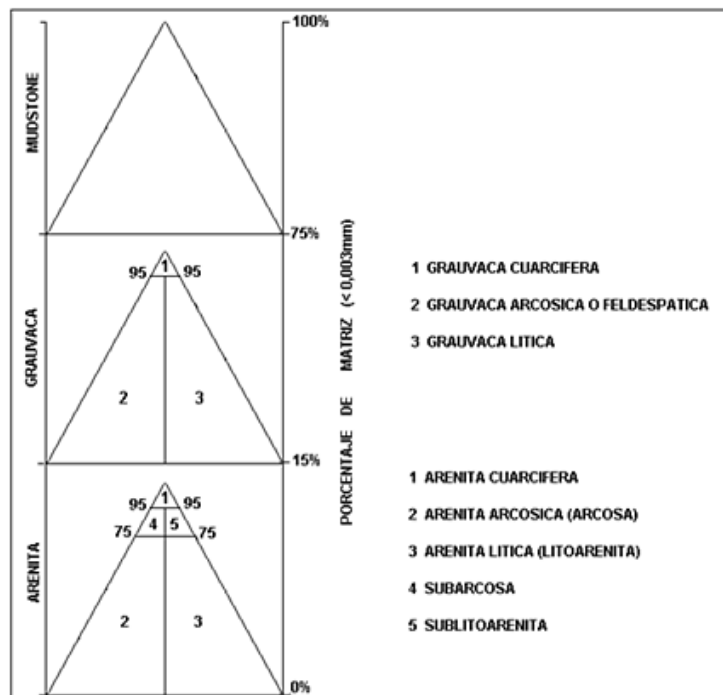 100%
MUDSTONE
75%
PORCENTAJE DE MATRIZ (< 0,003mm)
95 1 95
GRAUVACA
2 3
1 GRAUVACA CUARCIFERA
2 GRAUVACA ARCOSICA O FELDESPATICA
3 GRAUVACA LITICA
15%
95 1 95
4 5
75 75
ARENITA
2 3
0%
1 ARENITA CUARCIFERA
2 ARENITA ARCOSICA (ARCOSA)
3 ARENITA LITICA (LITOARENITA)
4 SUBARCOSA
5 SUBLITOARENITA